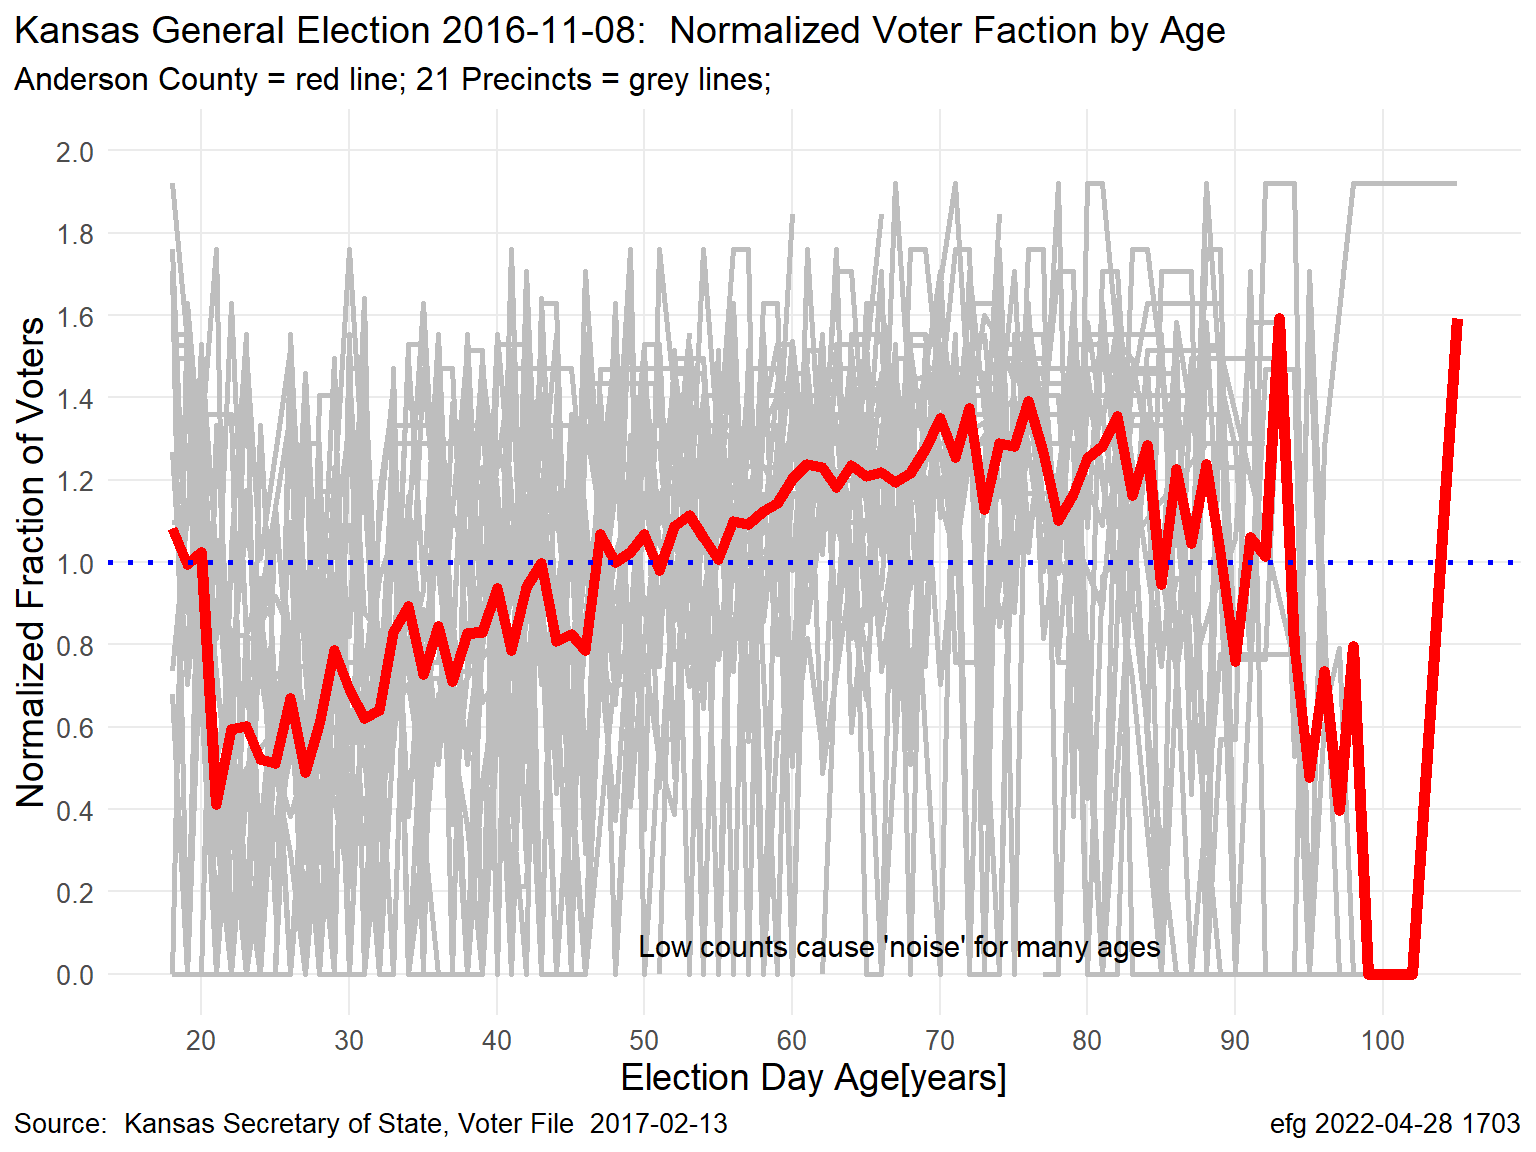 Kansas General Election 2016-11-08:  Normalized Voter Faction by Age
Anderson County = red line; 21 Precincts = grey lines;
Normalized Fraction of Voters
2.0
1.8
1.6
1.4
1.2
1.0
0.8
0.6
0.4
0.2
0.0
Low counts cause 'noise' for many ages
20 30 40 50 60 70 80 90 100
Election Day Age[years]
Source:  Kansas Secretary of State, Voter File  2017-02-13
efg 2022-04-28 1703